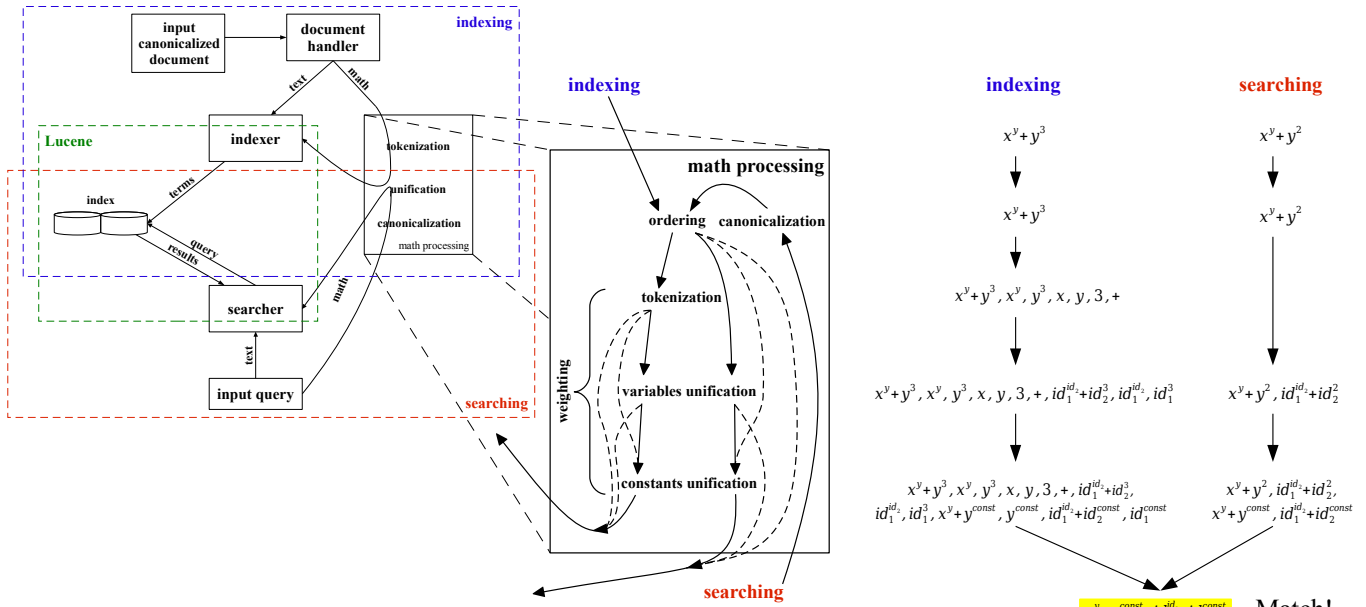 indexing
input
canonicalized
document
document
handler
text
math
Lucene
indexer
tokenization
unification
canonicalization
math processing
terms
index
query
results
searcher
math
text
input query
searching
indexing
math processing
ordering
canonicalization
tokenization
weighting
variables unification
constants unification
searching
indexing
x^y + y^3
x^y + y^3
x^y + y^3, x^y, y^3, x, y, 3, +
x^y + y^3, x^y, y^3, x, y, 3, +, id_1^{id_2} + id_2^3, id_1^{id_2}, id_1^3
x^y + y^3, x^y, y^3, x, y, 3, +, id_1^{id_2} + id_2^3,
id_1^{id_2}, id_1^3, x^y + y^{const}, y^{const}, id_1^{id_2} + id_2^{const}, id_1^{const}
searching
x^y + y^2
x^y + y^2
x^y + y^2, id_1^{id_2} + id_2^2
x^y + y^2, id_1^{id_2} + id_2^2,
x^y + y^{const}, id_1^{id_2} + id_2^{const}
Match!